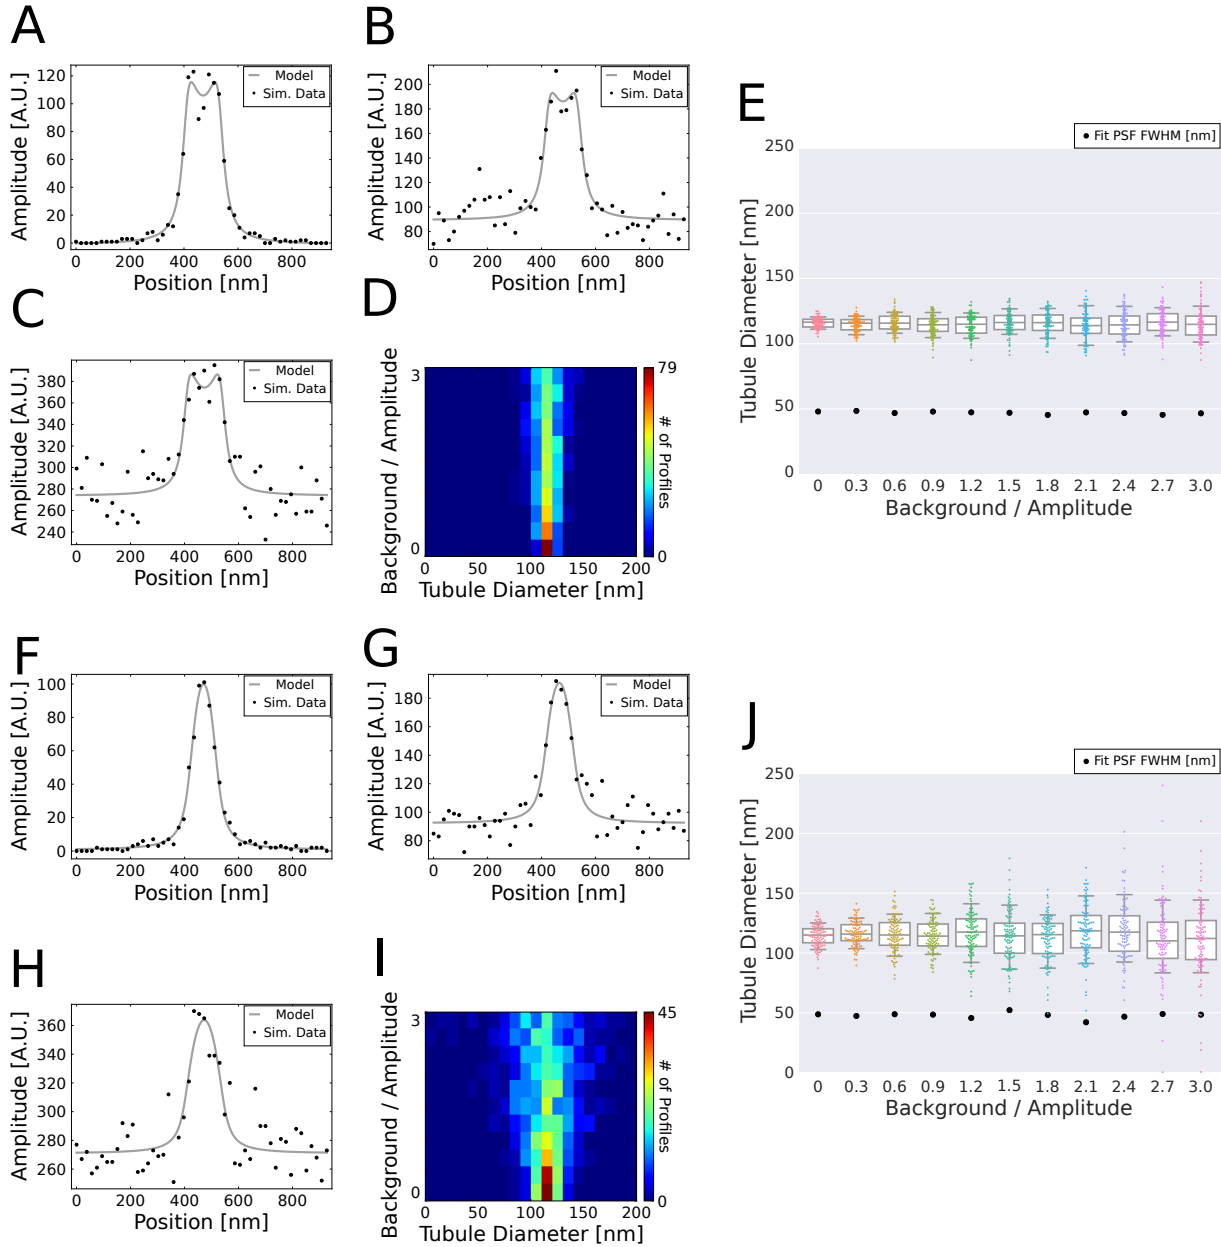 A
Amplitude [A.U.]
120
100
80
60
40
20
0
Model
Sim. Data
0 200 400 600 800
Position [nm]
B
Amplitude [A.U.]
200
180
160
140
120
100
80
Model
Sim. Data
0 200 400 600 800
Position [nm]
C
Amplitude [A.U.]
380
360
340
320
300
280
260
240
Model
Sim. Data
0 200 400 600 800
Position [nm]
D
Background / Amplitude
3
0
0 50 100 150 200
Tubule Diameter [nm]
79
# of Profiles
0
E
Fit PSF FWHM [nm]
Tubule Diameter [nm]
250
200
150
100
50
0
0 0.3 0.6 0.9 1.2 1.5 1.8 2.1 2.4 2.7 3.0
Background / Amplitude
F
Amplitude [A.U.]
100
80
60
40
20
0
Model
Sim. Data
0 200 400 600 800
Position [nm]
G
Amplitude [A.U.]
180
160
140
120
100
80
Model
Sim. Data
0 200 400 600 800
Position [nm]
H
Amplitude [A.U.]
360
340
320
300
280
260
Model
Sim. Data
0 200 400 600 800
Position [nm]
I
Background / Amplitude
3
0
0 50 100 150 200
Tubule Diameter [nm]
45
# of Profiles
0
J
Fit PSF FWHM [nm]
Tubule Diameter [nm]
250
200
150
100
50
0
0 0.3 0.6 0.9 1.2 1.5 1.8 2.1 2.4 2.7 3.0
Background / Amplitude